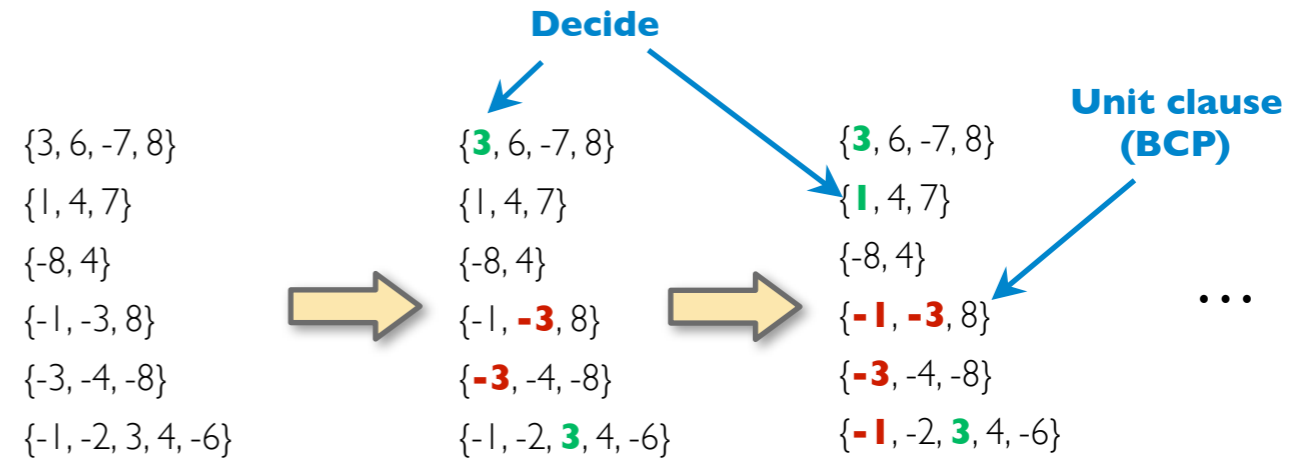 Decide
Unit clause
(BCP)
{3, 6, -7, 8}
{1, 4, 7}
{-8, 4}
{-1, -3, 8}
{-3, -4, -8}
{-1, -2, 3, 4, -6}
{3, 6, -7, 8}
{1, 4, 7}
{-8, 4}
{-1, -3, 8}
{-3, -4, -8}
{-1, -2, 3, 4, -6}
{3, 6, -7, 8}
{1, 4, 7}
{-8, 4}
{-1, -3, 8}
{-3, -4, -8}
{-1, -2, 3, 4, -6}
...